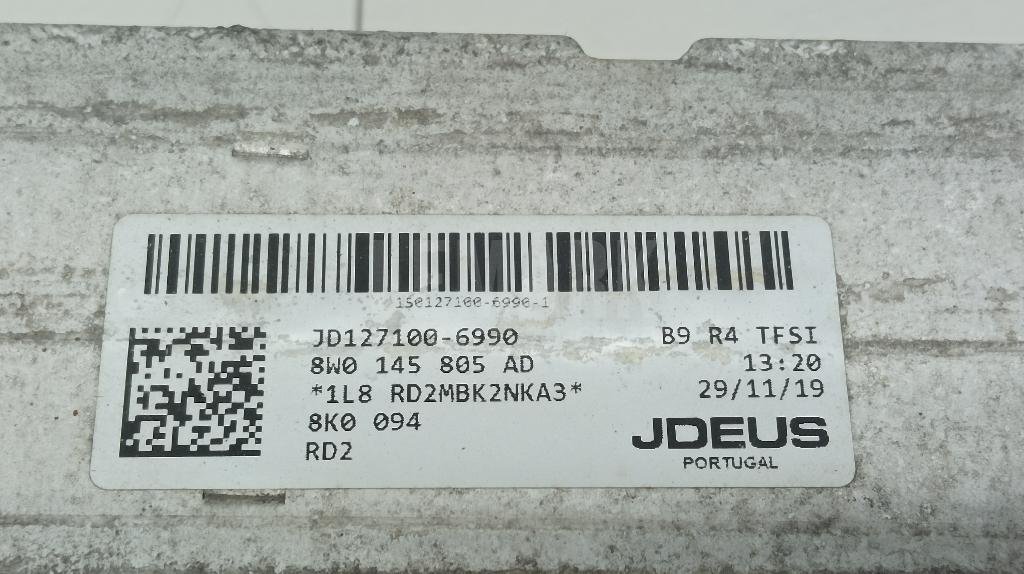 150127100-6990-1
JD127100-6990
8W0 145 805 AD
*1L8 RD2MBK2NKA3*
8K0 094
RD2
B9 R4 TFSI
13:20
29/11/19
JDEUS
PORTUGAL